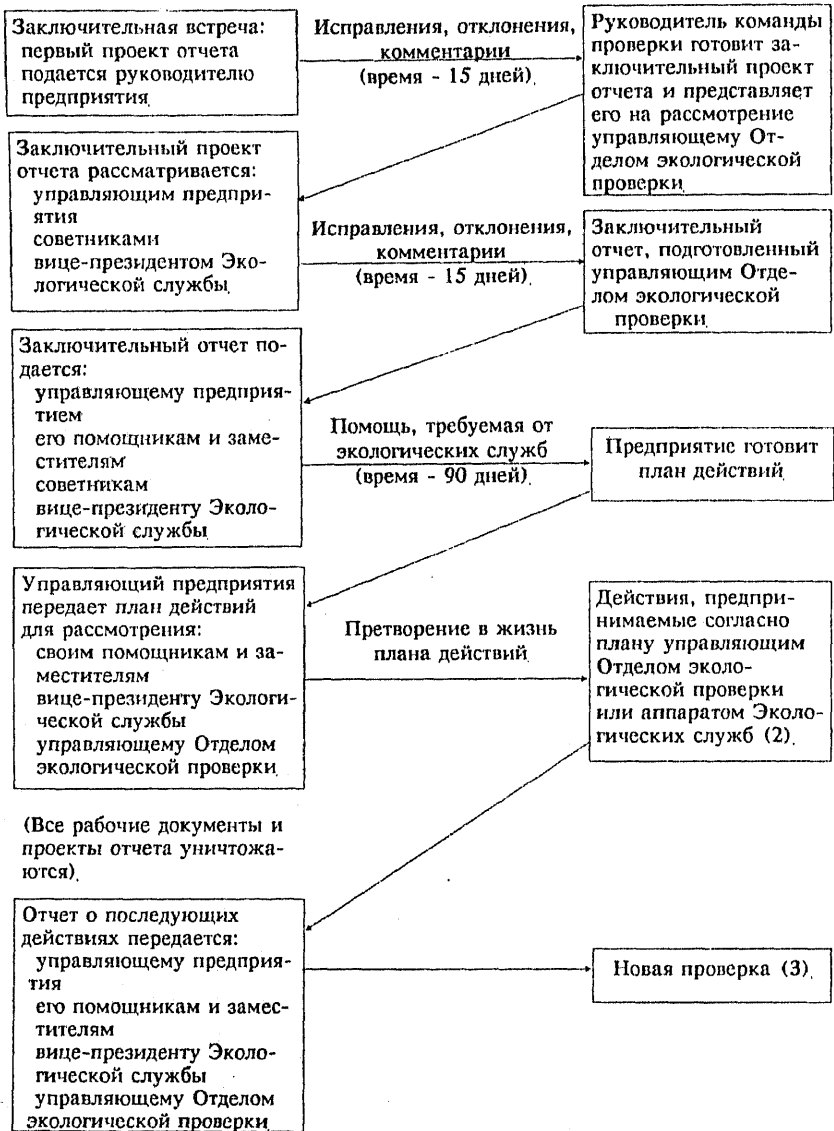 Заключительная встреча:
первый проект отчета
подается руководителю
предприятия.
Исправления, отклонения,
комментарии
(время - 15 дней).
Руководитель команды
проверки готовит за-
ключительный проект
отчета и представляет
его на рассмотрение
управляющему От-
делом экологической
проверки.
Заключительный проект
отчета рассматривается:
управляющим предпри-
ятия
советниками
вице-президентом Эко-
логической службы.
Исправления, отклонения,
комментарии
(время - 15 дней).
Заключительный
отчет, подготовленный
управляющим Отде-
лом экологической
проверки.
Заключительный отчет по-
дается:
управляющему предприя-
тием
его помощникам и заме-
стителям
советникам
вице-президенту Эколо-
гической службы.
Помощь, требуемая от
экологических служб
(время - 90 дней).
Предприятие готовит
план действий.
Управляющий предприятия
передает план действий
для рассмотрения:
своим помощникам и за-
местителям
вице-президенту Экологи-
ческой службы
управляющему Отделом
экологической проверки.
Претворение в жизнь
плана действий.
Действия, предпри-
нимаемые согласно
плану управляющим
Отделом эколо-
гической проверки
или аппаратом Эколо-
гических служб (2).
(Все рабочие документы и
проекты отчета уничтожа-
ются).
Отчет о последующих
действиях передается:
управляющему предприя-
тия
его помощникам и замес-
тителям
вице-президенту Эколо-
гической службы
управляющему Отделом
экологической проверки.
Новая проверка (3).